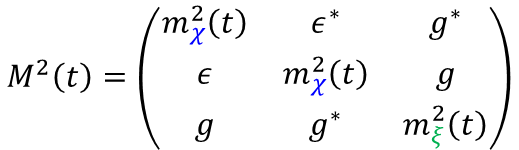 M²(t) = ( m_χ²(t) ϵ* g*
ϵ m_χ²(t) g
g g* m_ξ²(t) )